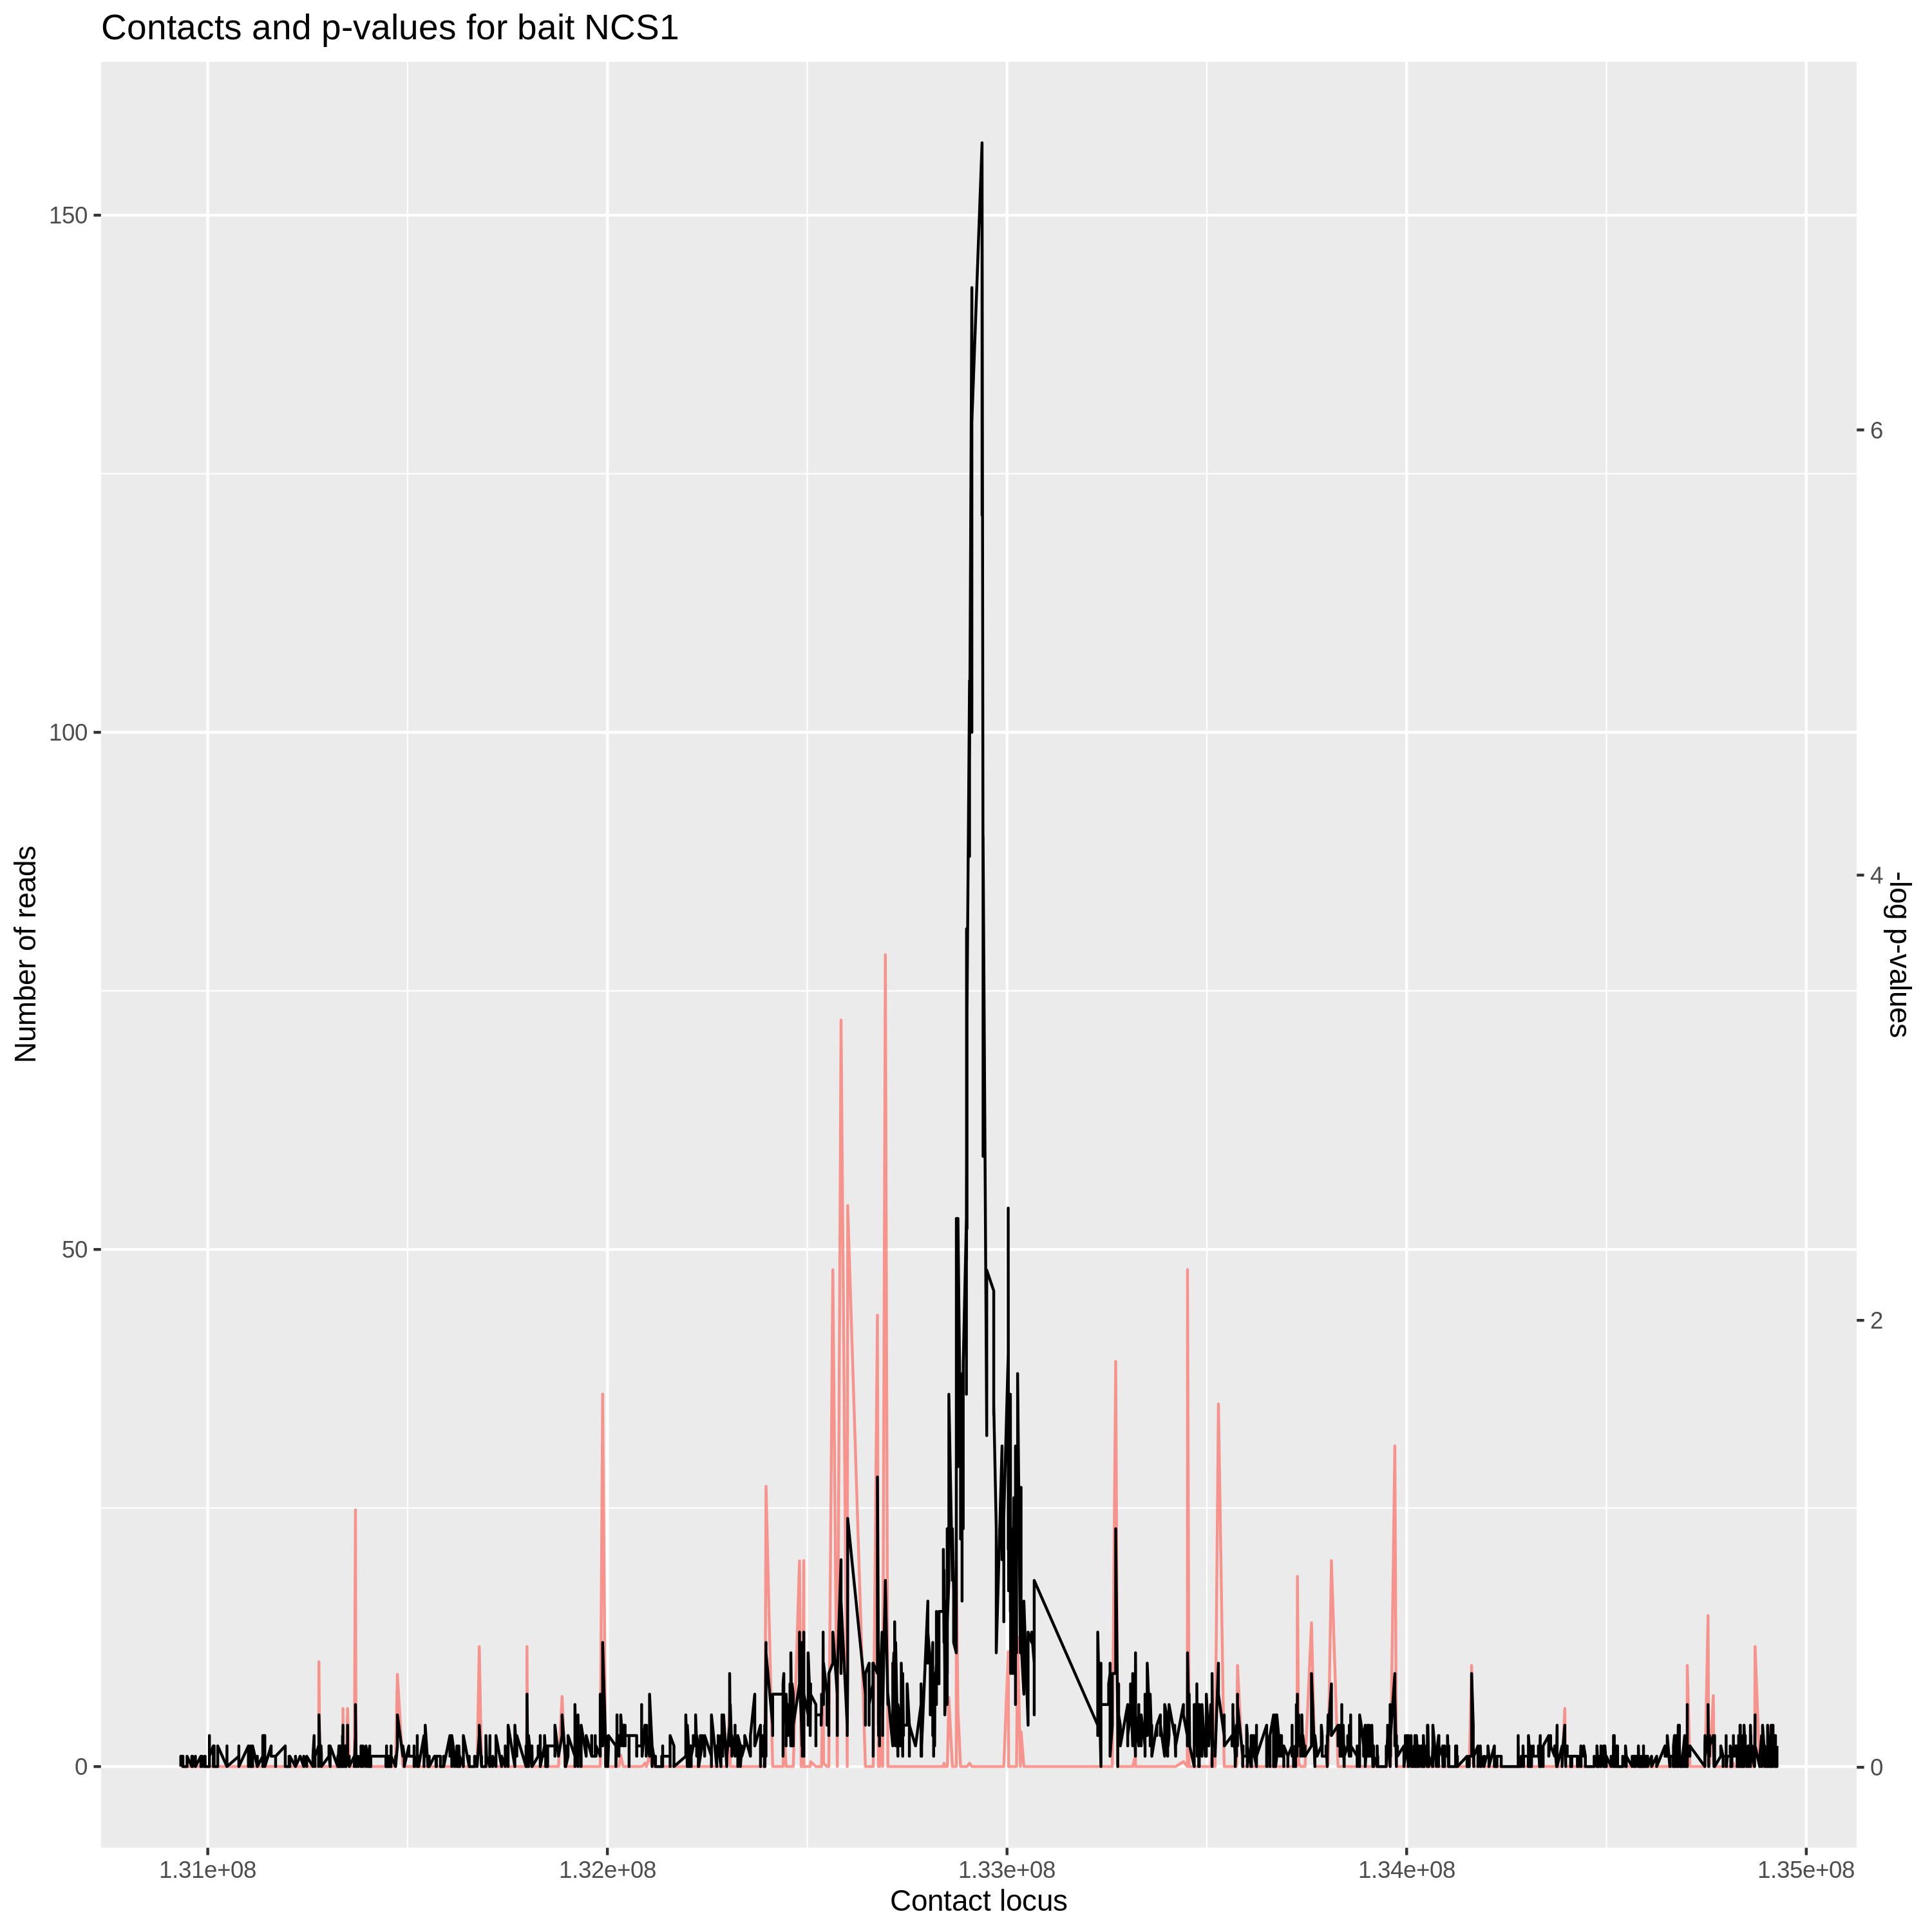 Contacts and p-values for bait NCS1
150
100
50
0
Number of reads
6
4
2
0
-log p-values
1.31e+08
1.32e+08
1.33e+08
1.34e+08
1.35e+08
Contact locus